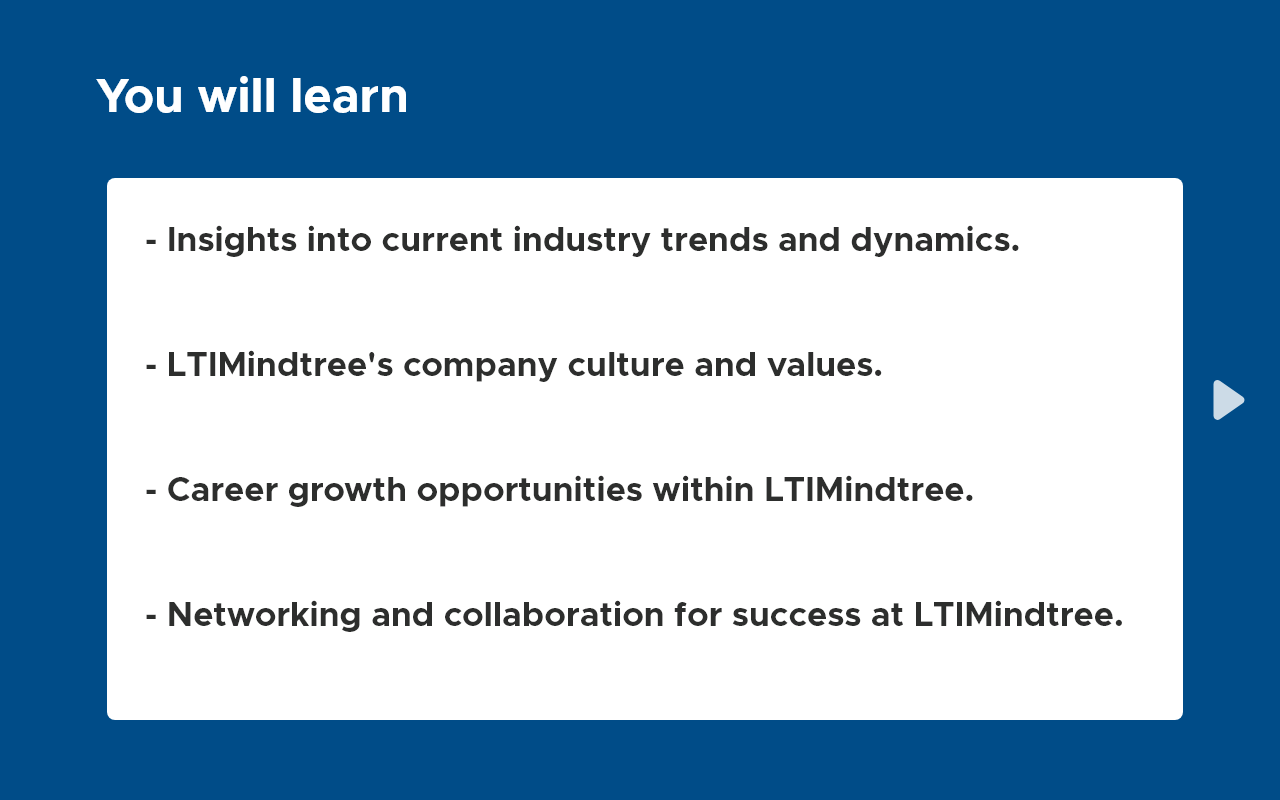 You will learn
- Insights into current industry trends and dynamics.
- LTIMindtree's company culture and values.
- Career growth opportunities within LTIMindtree.
- Networking and collaboration for success at LTIMindtree.